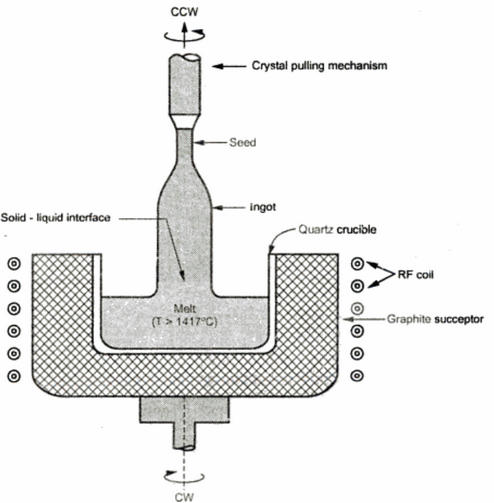 CCW
Crystal pulling mechanism
Seed
ingot
Solid - liquid interface
Quartz crucible
RF coil
Melt
(T > 1417°C)
Graphite succeptor
CW